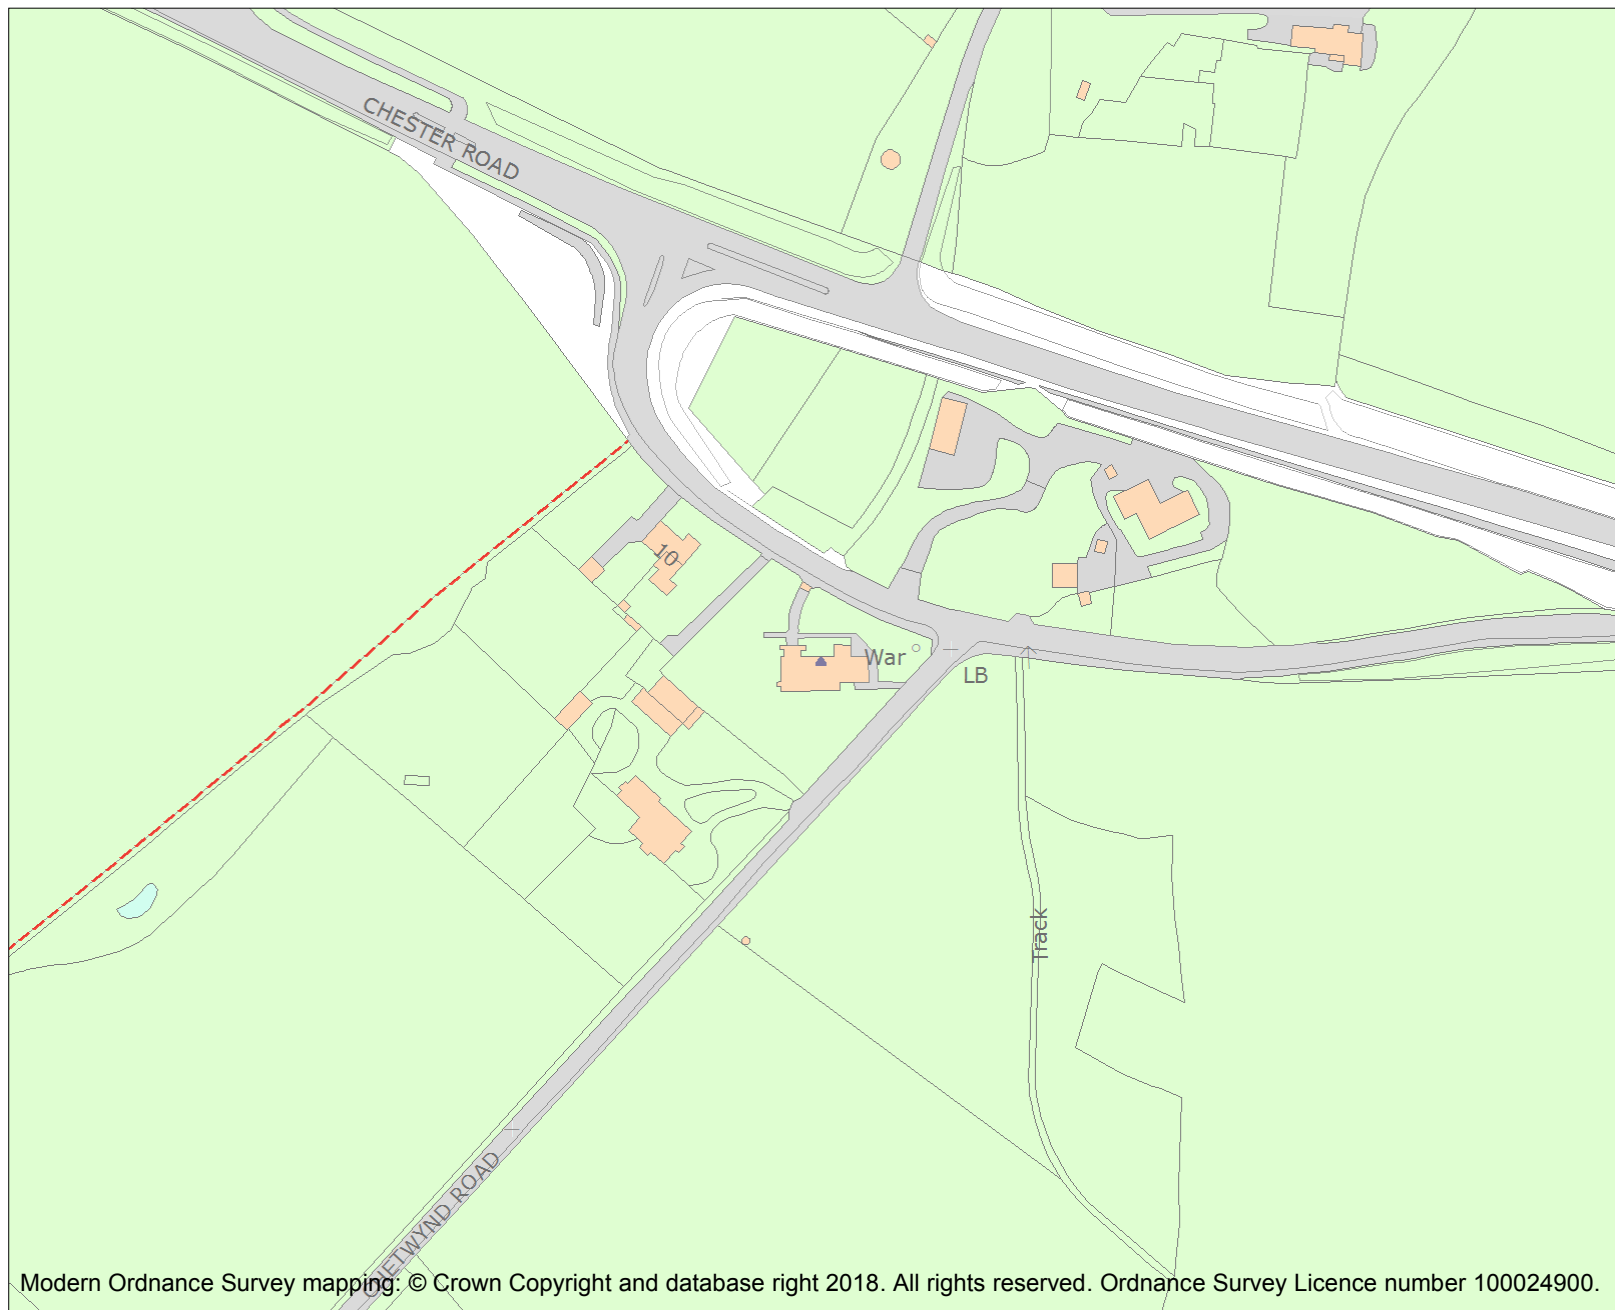 CHESTER ROAD
10
War
LB
Track
CHETWYND ROAD
Modern Ordnance Survey mapping: © Crown Copyright and database right 2018. All rights reserved. Ordnance Survey Licence number 100024900.